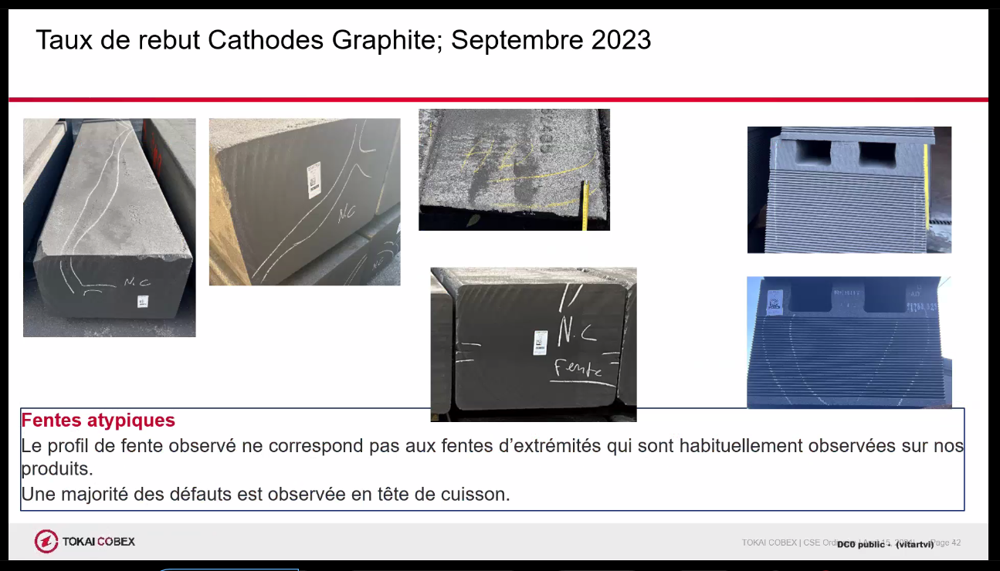 Taux de rebut Cathodes Graphite; Septembre 2023
N.C
N.C
N.C
Fente
REBUT
AD
Fentes atypiques
Le profil de fente observé ne correspond pas aux fentes d’extrémités qui sont habituellement observées sur nos
produits.
Une majorité des défauts est observée en tête de cuisson.
TOKAI COBEX
TOKAI COBEX | CSE Page 42
DC0 public - (vitartvi)